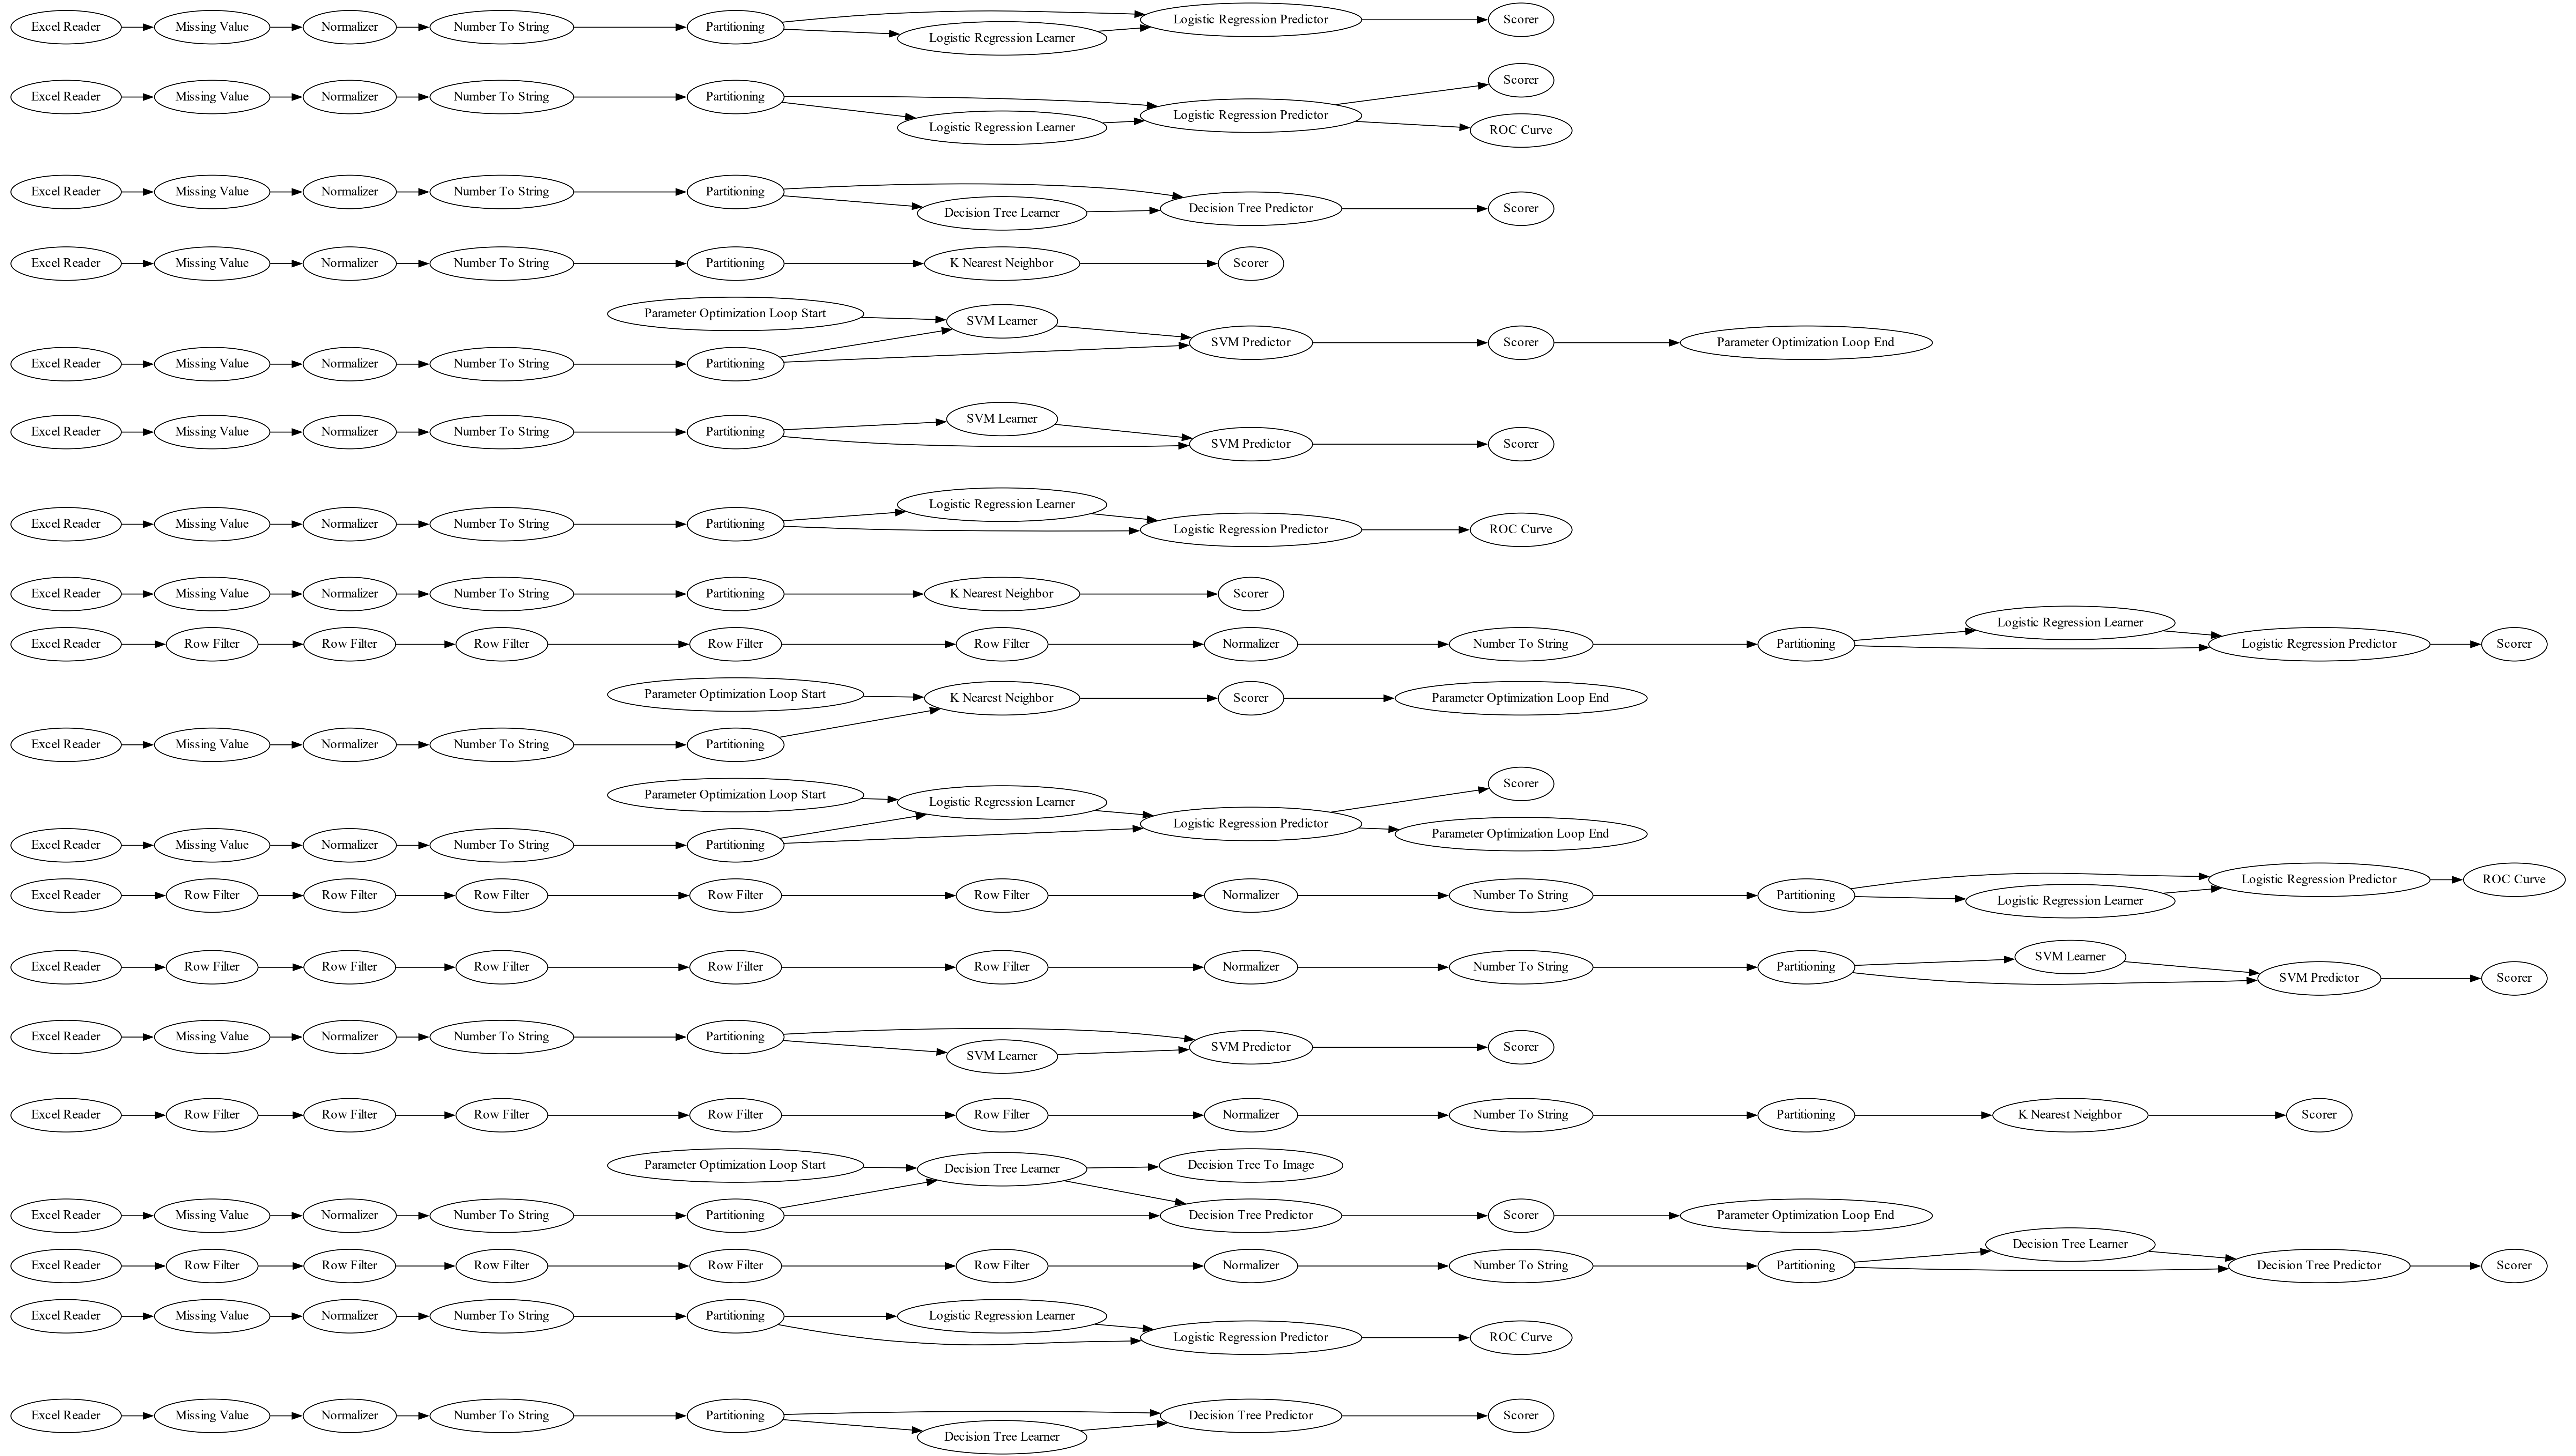 Excel Reader Missing Value Normalizer Number To String Partitioning Logistic Regression Learner Logistic Regression Predictor Scorer
Excel Reader Missing Value Normalizer Number To String Partitioning Logistic Regression Learner Logistic Regression Predictor Scorer ROC Curve
Excel Reader Missing Value Normalizer Number To String Partitioning Decision Tree Learner Decision Tree Predictor Scorer
Excel Reader Missing Value Normalizer Number To String Partitioning K Nearest Neighbor Scorer
Parameter Optimization Loop Start SVM Learner
Excel Reader Missing Value Normalizer Number To String Partitioning SVM Predictor Scorer Parameter Optimization Loop End
Excel Reader Missing Value Normalizer Number To String Partitioning SVM Learner SVM Predictor Scorer
Excel Reader Missing Value Normalizer Number To String Partitioning Logistic Regression Learner Logistic Regression Predictor ROC Curve
Excel Reader Missing Value Normalizer Number To String Partitioning K Nearest Neighbor Scorer
Excel Reader Row Filter Row Filter Row Filter Row Filter Row Filter Normalizer Number To String Partitioning Logistic Regression Learner Logistic Regression Predictor Scorer
Parameter Optimization Loop Start K Nearest Neighbor Scorer Parameter Optimization Loop End
Excel Reader Missing Value Normalizer Number To String Partitioning
Parameter Optimization Loop Start Logistic Regression Learner Logistic Regression Predictor Scorer
Excel Reader Missing Value Normalizer Number To String Partitioning Parameter Optimization Loop End
Excel Reader Row Filter Row Filter Row Filter Row Filter Row Filter Normalizer Number To String Partitioning Logistic Regression Learner Logistic Regression Predictor ROC Curve
Excel Reader Row Filter Row Filter Row Filter Row Filter Row Filter Normalizer Number To String Partitioning SVM Learner SVM Predictor Scorer
Excel Reader Missing Value Normalizer Number To String Partitioning SVM Learner SVM Predictor Scorer
Excel Reader Row Filter Row Filter Row Filter Row Filter Row Filter Normalizer Number To String Partitioning K Nearest Neighbor Scorer
Parameter Optimization Loop Start Decision Tree Learner Decision Tree To Image
Excel Reader Missing Value Normalizer Number To String Partitioning Decision Tree Predictor Scorer Parameter Optimization Loop End
Excel Reader Row Filter Row Filter Row Filter Row Filter Row Filter Normalizer Number To String Partitioning Decision Tree Learner Decision Tree Predictor Scorer
Excel Reader Missing Value Normalizer Number To String Partitioning Logistic Regression Learner Logistic Regression Predictor ROC Curve
Excel Reader Missing Value Normalizer Number To String Partitioning Decision Tree Learner Decision Tree Predictor Scorer